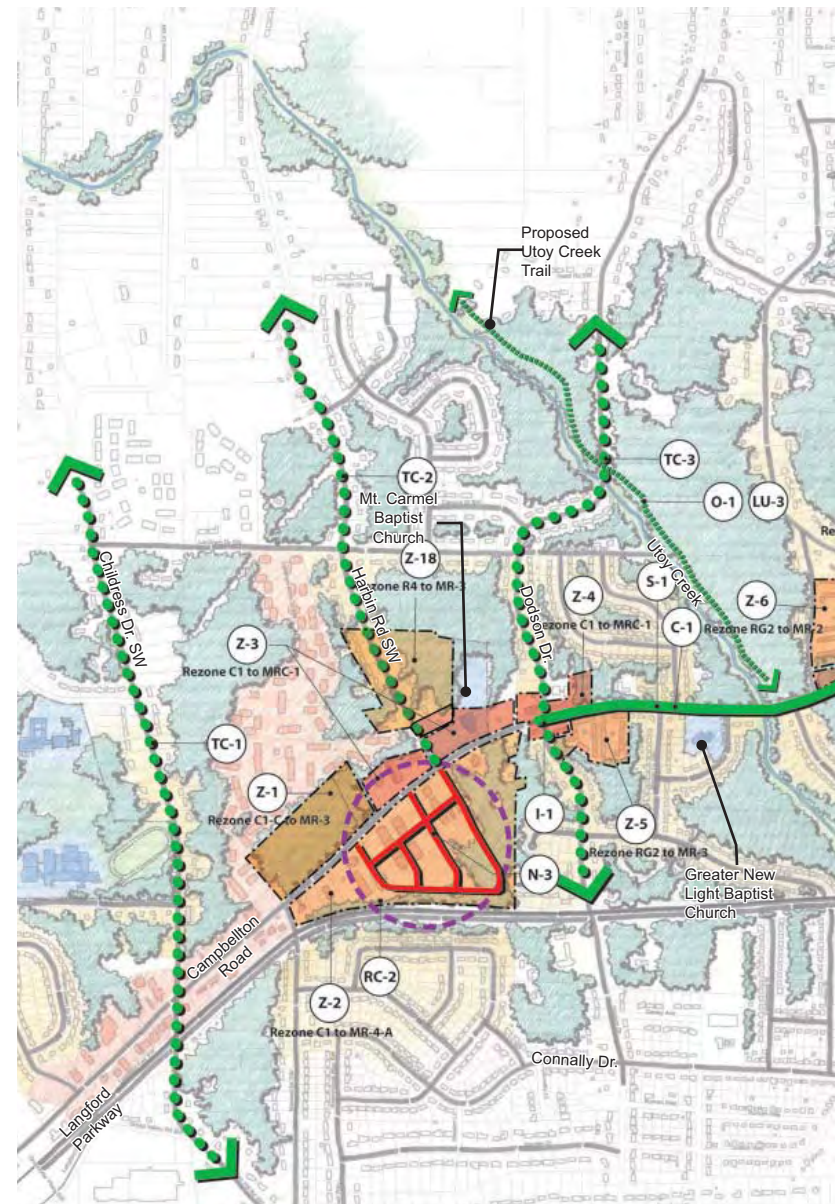 Proposed
Utoy Creek
Trail
TC-3
TC-2
O-1
LU-3
Mt. Carmel
Baptist
Church
Z-18
Rezone R4 to MR-3
Childress Dr. SW
Harbin Rd SW
Dodson Dr.
Utoy Creek
S-1
Z-4
Rezone C1 to MRC-1
C-1
Z-6
Rezone RG2 to MR-2
Re
Z-3
Rezone C1 to MRC-1
TC-1
Z-1
Rezone C1-C to MR-3
I-1
Z-5
Rezone RG2 to MR-3
N-3
Greater New
Light Baptist
Church
Campbellton
Road
RC-2
Z-2
Rezone C1 to MR-4-A
Connally Dr.
Langford
Parkway